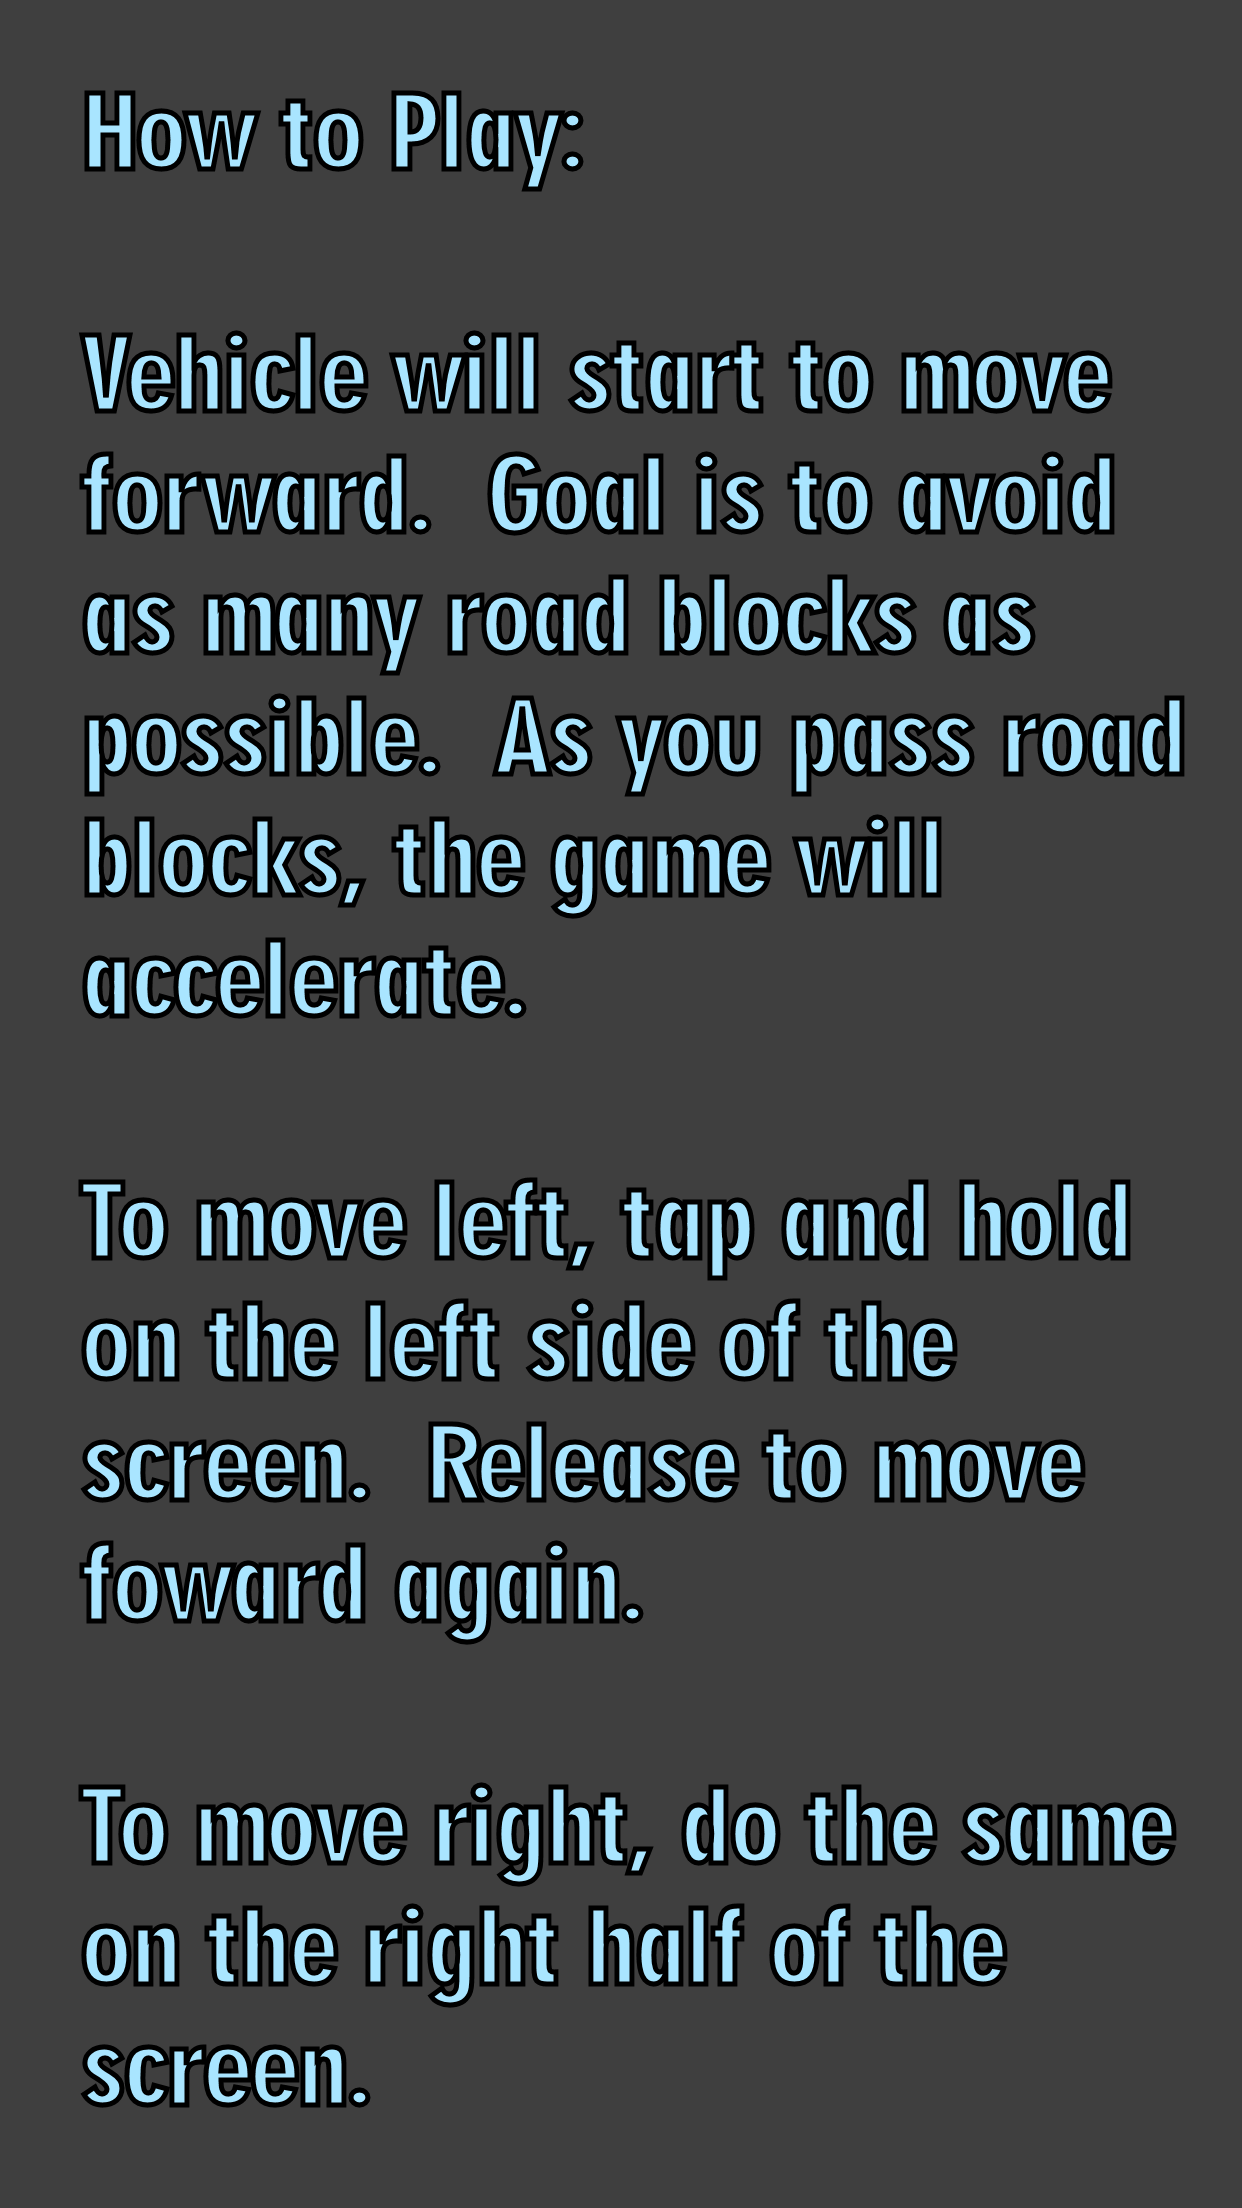 How to Play:
Vehicle will start to move
forward.  Goal is to avoid
as many road blocks as
possible.  As you pass road
blocks, the game will
accelerate.
To move left, tap and hold
on the left side of the
screen.  Release to move
foward again.
To move right, do the same
on the right half of the
screen.